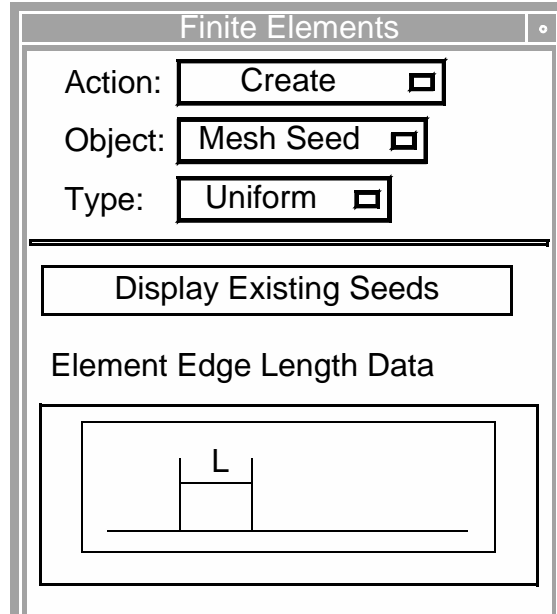 Finite Elements
Action: Create
Object: Mesh Seed
Type: Uniform
Display Existing Seeds
Element Edge Length Data
L